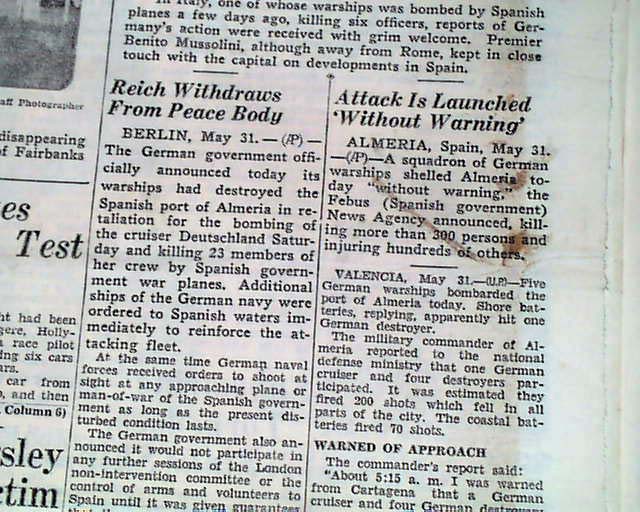 In Italy, one of whose warships was bombed by Spanish
planes a few days ago, killing six officers, reports of Ger-
many's action were received with grim welcome. Premier
Benito Mussolini, although away from Rome, kept in close
touch with the capital on developments in Spain.
aff Photographer
disappearing
of Fairbanks
es
Test
ht had been
gere, Holly-
a race pilot
ing six cars
ars.
car from
, and then
Column 6)
sley
ctim
Reich Withdraws
From Peace Body
BERLIN, May 31.—(AP)—
The German government offi-
cially announced today its
warships had destroyed the
Spanish port of Almeria in re-
taliation for the bombing of
the cruiser Deutschland Satur-
day and killing 23 members of
her crew by Spanish govern-
ment war planes. Additional
ships of the German navy were
ordered to Spanish waters im-
mediately to reinforce the at-
tacking fleet.
At the same time German naval
forces received orders to shoot at
sight at any approaching plane or
man-of-war of the Spanish govern-
ment as long as the present dis-
turbed condition lasts.
The German government also an-
nounced it would not participate in
any further sessions of the London
non-intervention committee or the
control of arms and volunteers to
Spain until it was given guarantees
Attack Is Launched
'Without Warning'
ALMERIA, Spain, May 31.
—(AP)—A squadron of German
warships shelled Almeria to-
day "without warning," the
Febus (Spanish government)
News Agency announced, kill-
ing more than 300 persons and
injuring hundreds of others.
VALENCIA, May 31.—(U.P.)—Five
German warships bombarded the
port of Almeria today. Shore bat-
teries, replying, apparently hit one
German destroyer.
The military commander of Al-
meria reported to the national
defense ministry that one German
cruiser and four destroyers par-
ticipated. It was estimated they
fired 200 shots which fell in all
parts of the city. The coastal bat-
teries fired 70 shots.
WARNED OF APPROACH
The commander's report said:
"About 5:15 a. m. I was warned
from Cartagena that a German
cruiser and four German destroyers